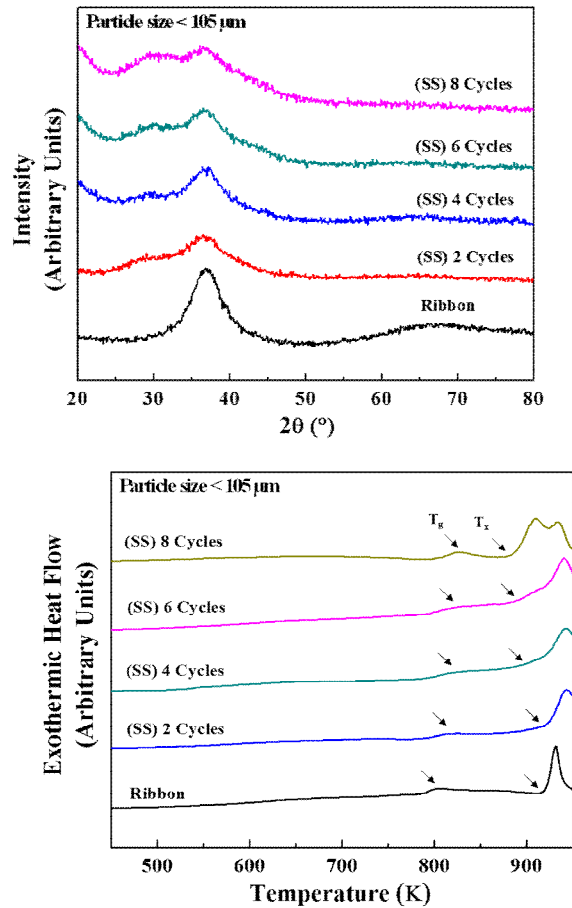 Particle size < 105 μm
(SS) 8 Cycles
(SS) 6 Cycles
(SS) 4 Cycles
(SS) 2 Cycles
Ribbon
Intensity
(Arbitrary Units)
20 30 40 50 60 70 80
2θ (°)
Particle size < 105 μm
Tg Tx
(SS) 8 Cycles
(SS) 6 Cycles
(SS) 4 Cycles
(SS) 2 Cycles
Ribbon
Exothermic Heat Flow
(Arbitrary Units)
500 600 700 800 900
Temperature (K)